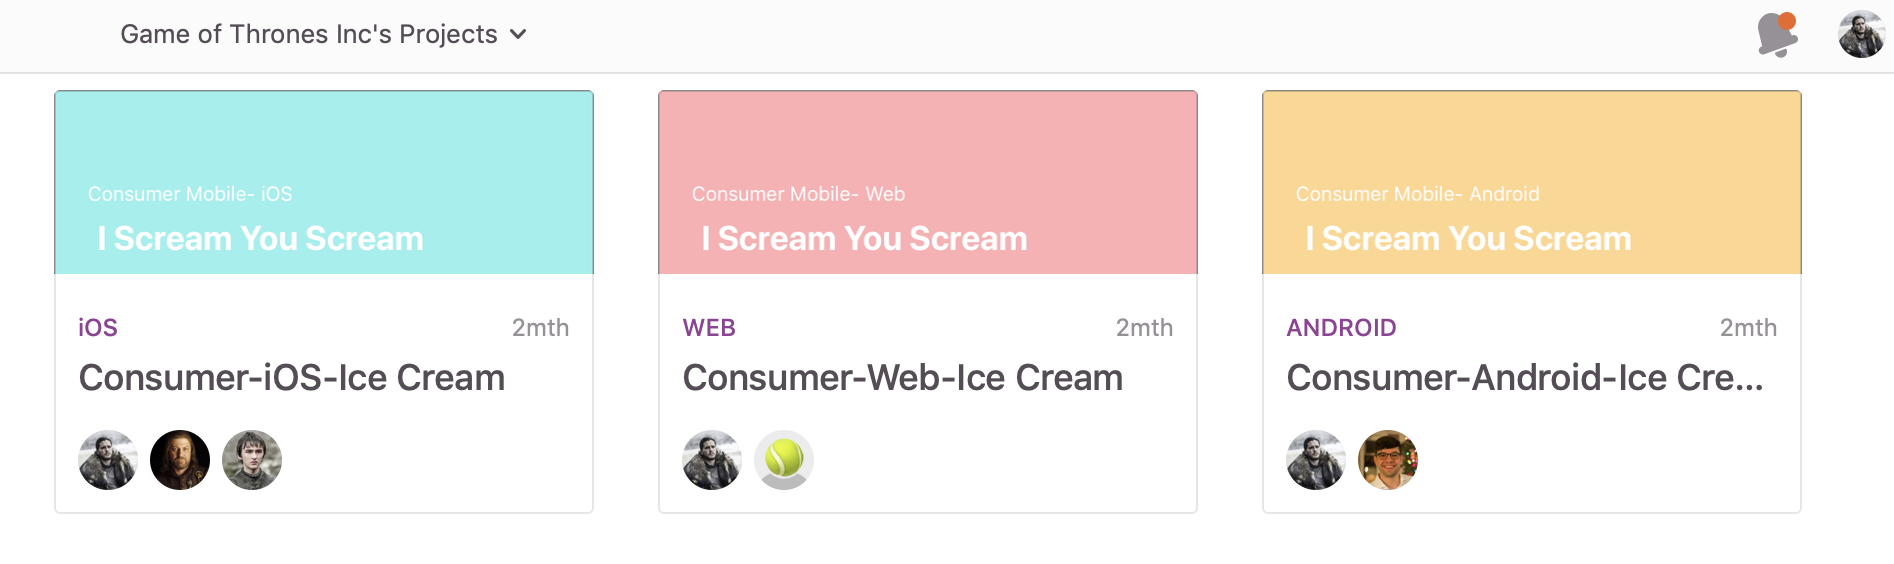 Game of Thrones Inc's Projects
Consumer Mobile- iOS
I Scream You Scream
iOS 2mth
Consumer-iOS-Ice Cream
Consumer Mobile- Web
I Scream You Scream
WEB 2mth
Consumer-Web-Ice Cream
Consumer Mobile- Android
I Scream You Scream
ANDROID 2mth
Consumer-Android-Ice Cre...